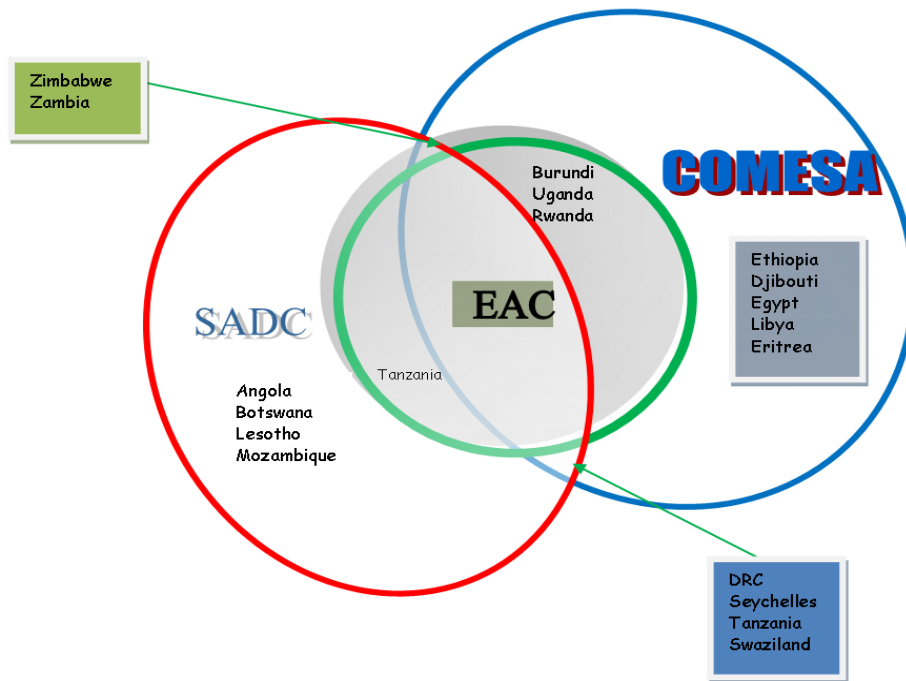 Zimbabwe
Zambia
COMESA
Burundi
Uganda
Rwanda
Ethiopia
Djibouti
Egypt
Libya
Eritrea
EAC
SADC
Tanzania
Angola
Botswana
Lesotho
Mozambique
DRC
Seychelles
Tanzania
Swaziland